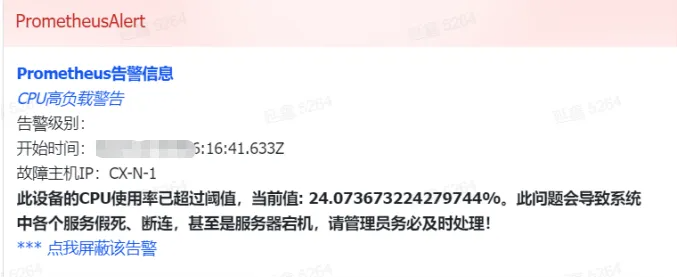 PrometheusAlert
Prometheus告警信息
CPU高负载警告
告警级别：
开始时间：6:16:41.633Z
故障主机IP：CX-N-1
此设备的CPU使用率已超过阈值，当前值: 24.073673224279744%。此问题会导致系统
中各个服务假死、断连，甚至是服务器宕机，请管理员务必及时处理！
*** 点我屏蔽该告警